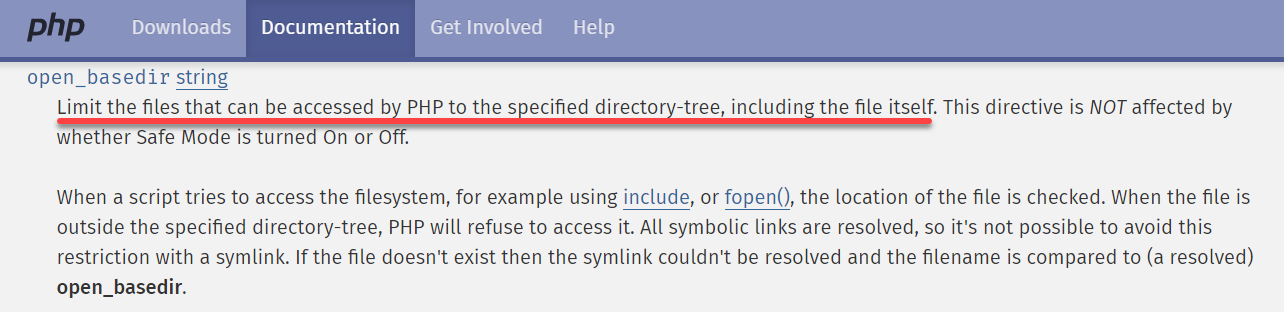 php Downloads Documentation Get Involved Help
open_basedir string
Limit the files that can be accessed by PHP to the specified directory-tree, including the file itself. This directive is NOT affected by
whether Safe Mode is turned On or Off.
When a script tries to access the filesystem, for example using include, or fopen(), the location of the file is checked. When the file is
outside the specified directory-tree, PHP will refuse to access it. All symbolic links are resolved, so it's not possible to avoid this
restriction with a symlink. If the file doesn't exist then the symlink couldn't be resolved and the filename is compared to (a resolved)
open_basedir.